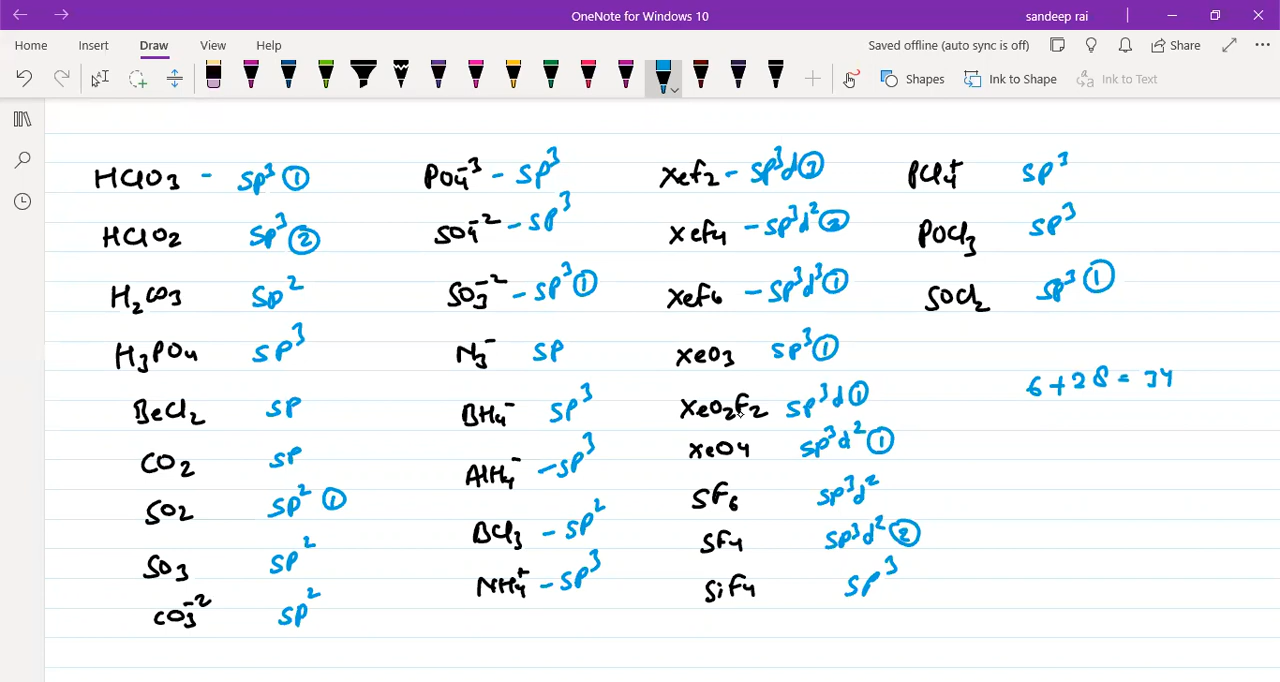 OneNote for Windows 10
sandeep rai
Home Insert Draw View Help
Saved offline (auto sync is off) Share
Shapes Ink to Shape Ink to Text
HClO3 - sp³ ①
HClO2 sp³ ②
H2CO3 sp²
H3PO4 sp³
BeCl2 sp
CO2 sp
SO2 sp² ①
SO3 sp²
CO3⁻² sp²
PO4⁻³ - sp³
SO4⁻² - sp³
SO3⁻² - sp³ ①
N3⁻ sp
BH4⁻ sp³
AlH4⁻ - sp³
BCl3 - sp²
NH4⁺ - sp³
XeF2 - sp³d ③
XeF4 - sp³d² ②
XeF6 - sp³d³ ①
XeO3 sp³ ①
XeO2F2 sp³d ①
XeO4 sp³d² ①
SF6 sp³d²
SF4 sp³d² ②
SiF4 sp³
PCl4⁺ sp³
POCl3 sp³
SOCl2 sp³ ①
6 + 28 = 34